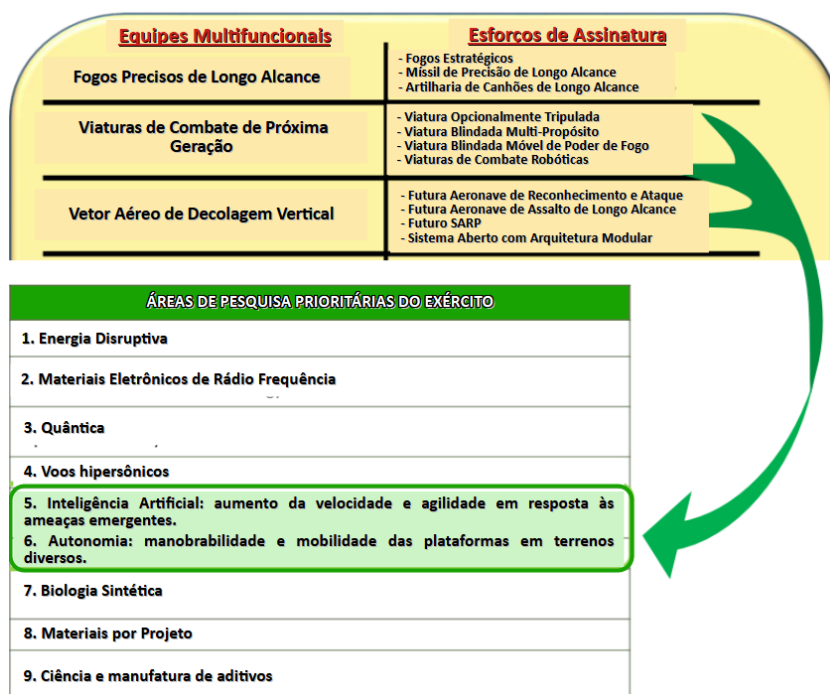 Equipes Multifuncionais
Esforços de Assinatura
Fogos Precisos de Longo Alcance
- Fogos Estratégicos
- Míssil de Precisão de Longo Alcance
- Artilharia de Canhões de Longo Alcance
Viaturas de Combate de Próxima
Geração
- Viatura Opcionalmente Tripulada
- Viatura Blindada Multi-Propósito
- Viatura Blindada Móvel de Poder de Fogo
- Viaturas de Combate Robóticas
Vetor Aéreo de Decolagem Vertical
- Futura Aeronave de Reconhecimento e Ataque
- Futura Aeronave de Assalto de Longo Alcance
- Futuro SARP
- Sistema Aberto com Arquitetura Modular
ÁREAS DE PESQUISA PRIORITÁRIAS DO EXÉRCITO
1. Energia Disruptiva
2. Materiais Eletrônicos de Rádio Frequência
3. Quântica
4. Voos hipersônicos
5. Inteligência Artificial: aumento da velocidade e agilidade em resposta às
ameaças emergentes.
6. Autonomia: manobrabilidade e mobilidade das plataformas em terrenos
diversos.
7. Biologia Sintética
8. Materiais por Projeto
9. Ciência e manufatura de aditivos